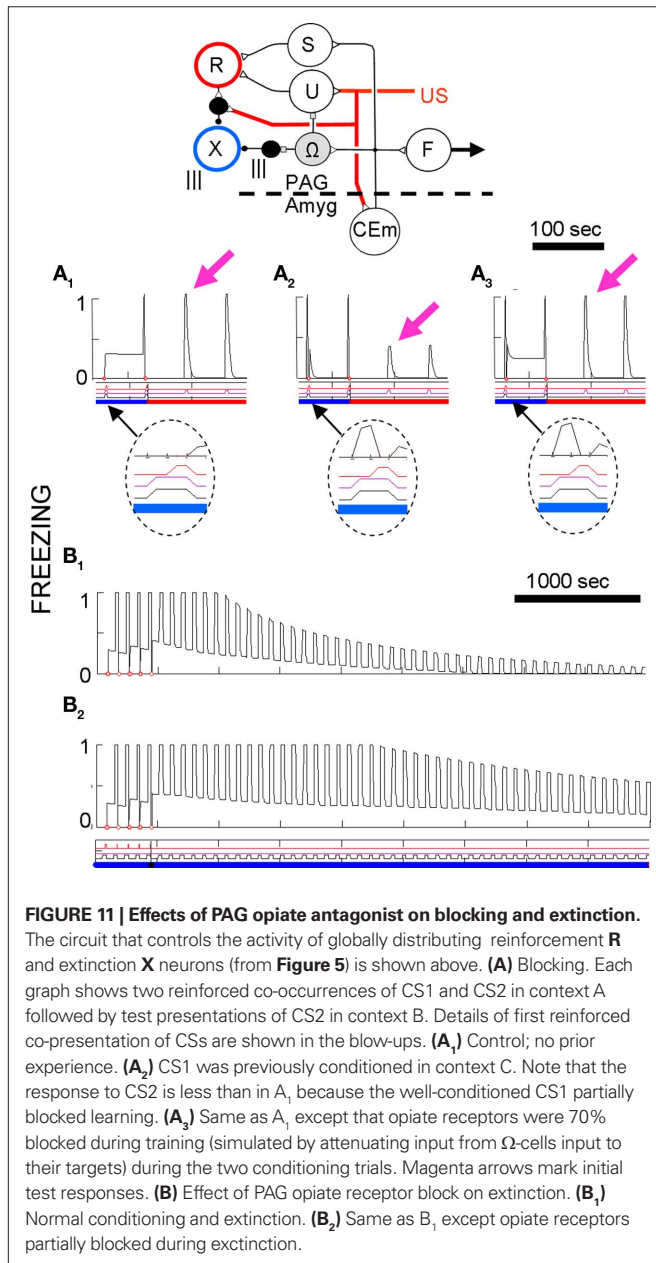 S
R
U
US
X
Ω
F
PAG
Amyg
CEm
100 sec
A1
A2
A3
1
0
FREEZING
B1
1000 sec
1
0
B2
1
0
FIGURE 11 | Effects of PAG opiate antagonist on blocking and extinction.
The circuit that controls the activity of globally distributing reinforcement R
and extinction X neurons (from Figure 5) is shown above. (A) Blocking. Each
graph shows two reinforced co-occurrences of CS1 and CS2 in context A
followed by test presentations of CS2 in context B. Details of first reinforced
co-presentation of CSs are shown in the blow-ups. (A1) Control; no prior
experience. (A2) CS1 was previously conditioned in context C. Note that the
response to CS2 is less than in A1 because the well-conditioned CS1 partially
blocked learning. (A3) Same as A1 except that opiate receptors were 70%
blocked during training (simulated by attenuating input from Ω-cells input to
their targets) during the two conditioning trials. Magenta arrows mark initial
test responses. (B) Effect of PAG opiate receptor block on extinction. (B1)
Normal conditioning and extinction. (B2) Same as B1 except opiate receptors
partially blocked during exctinction.